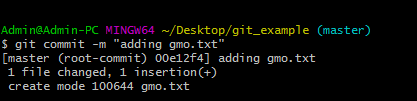 Admin@Admin-PC MINGW64 ~/Desktop/git_example (master)
$ git commit -m "adding gmo.txt"
[master (root-commit) 00e12f4] adding gmo.txt
 1 file changed, 1 insertion(+)
 create mode 100644 gmo.txt